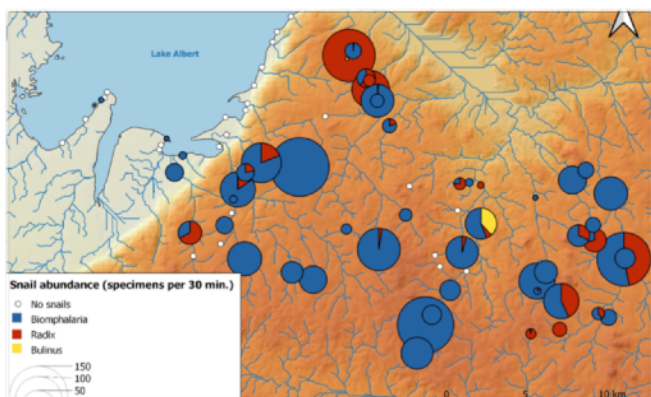 Lake Albert
Snail abundance (specimens per 30 min.)
No snails
Biomphalaria
Radix
Bulinus
150
100
50
0 5 10 km